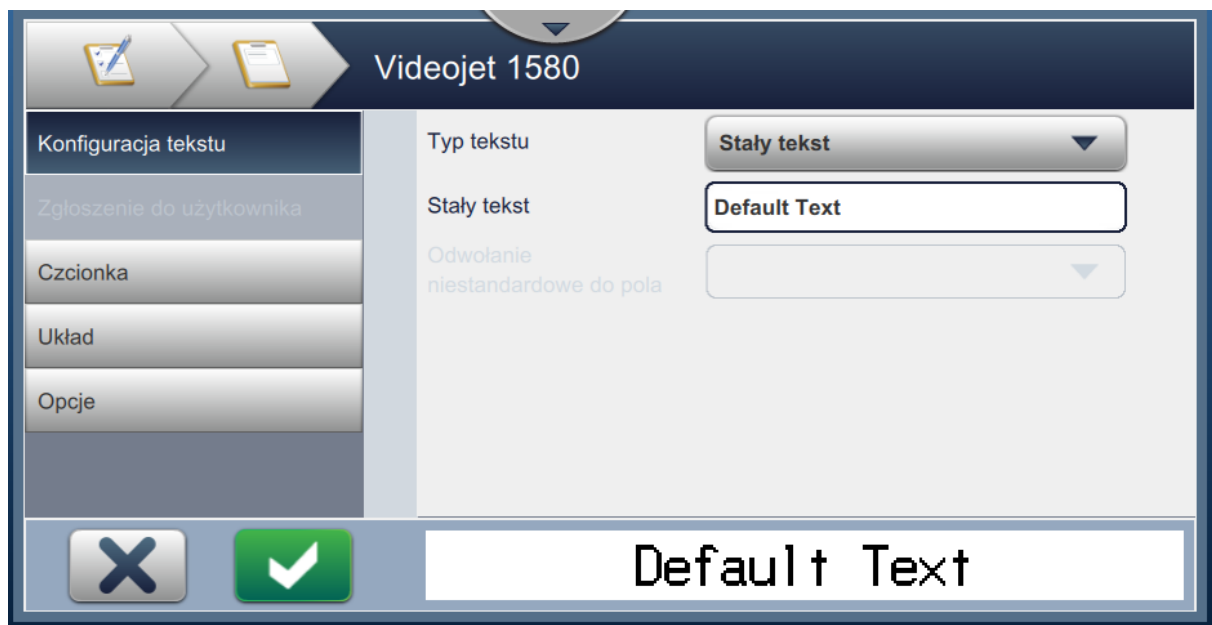 Videojet 1580
Konfiguracja tekstu
Zgłoszenie do użytkownika
Czcionka
Układ
Opcje
Typ tekstu
Stały tekst
Stały tekst
Default Text
Odwołanie
niestandardowe do pola
Default Text